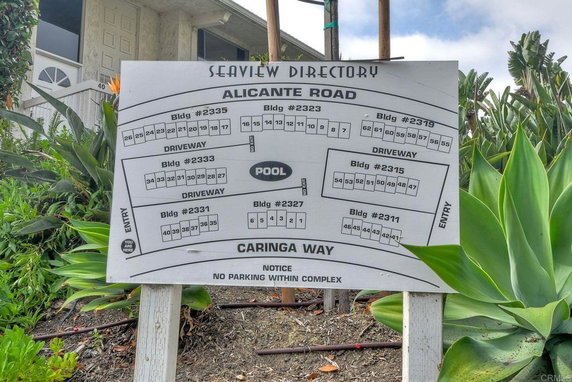 SEAVIEW DIRECTORY
ALICANTE ROAD
Bldg #2335 Bldg #2323 Bldg #2319
26 25 24 23 22 21 20 19 18 17
16 15 14 13 12 11 10 9 8 7
62 61 60 59 58 57 56 55
DRIVEWAY DRIVEWAY
Bldg #2333 Bldg #2315
34 33 32 31 30 29 28 27
POOL
54 53 52 51 50 49 48 47
DRIVEWAY DRIVEWAY
ENTRY ENTRY
Bldg #2331 Bldg #2327 Bldg #2311
40 39 38 37 36 35
6 5 4 3 2 1
46 45 44 43 42 41
YOU ARE HERE
CARINGA WAY
NOTICE
NO PARKING WITHIN COMPLEX